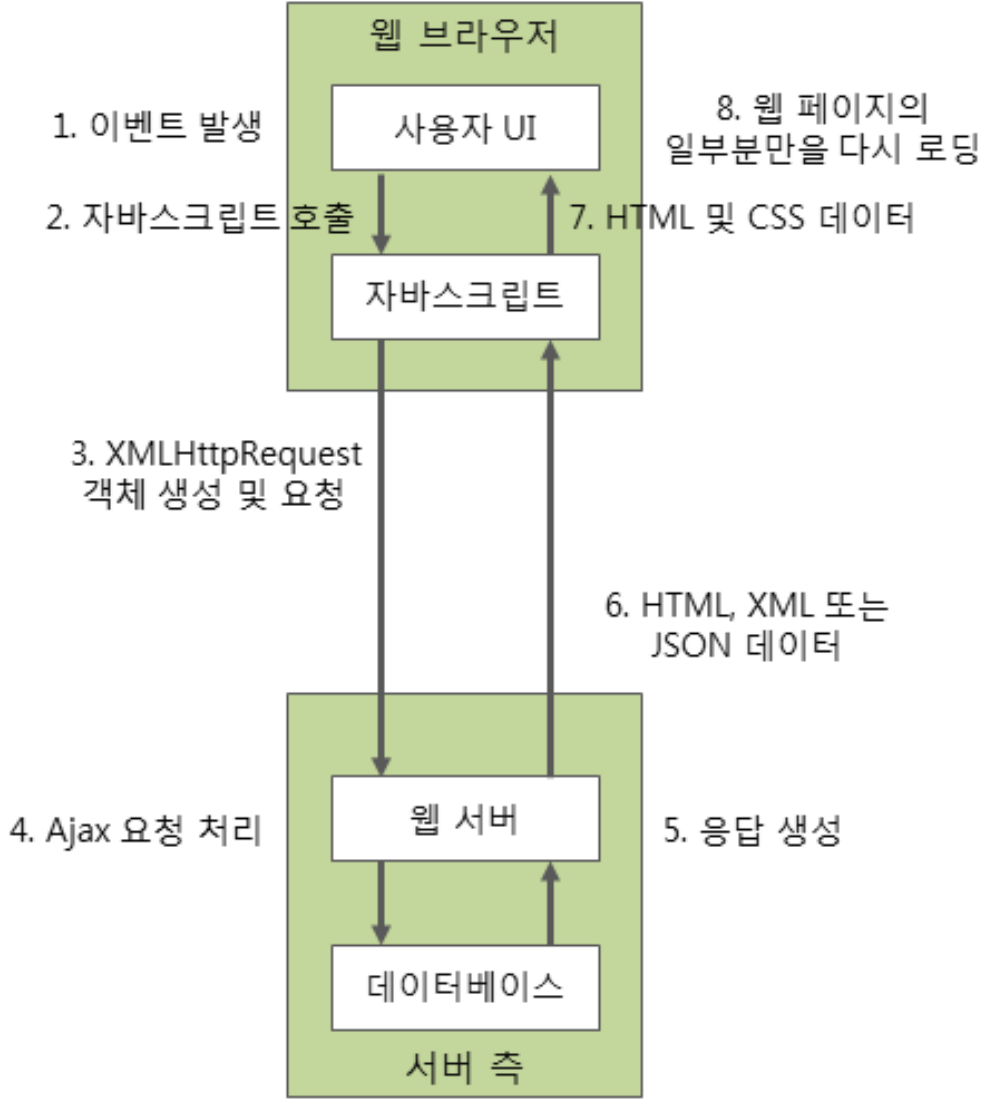 웹 브라우저
1. 이벤트 발생
사용자 UI
8. 웹 페이지의
일부분만을 다시 로딩
2. 자바스크립트 호출
7. HTML 및 CSS 데이터
자바스크립트
3. XMLHttpRequest
객체 생성 및 요청
6. HTML, XML 또는
JSON 데이터
4. Ajax 요청 처리
웹 서버
5. 응답 생성
데이터베이스
서버 측